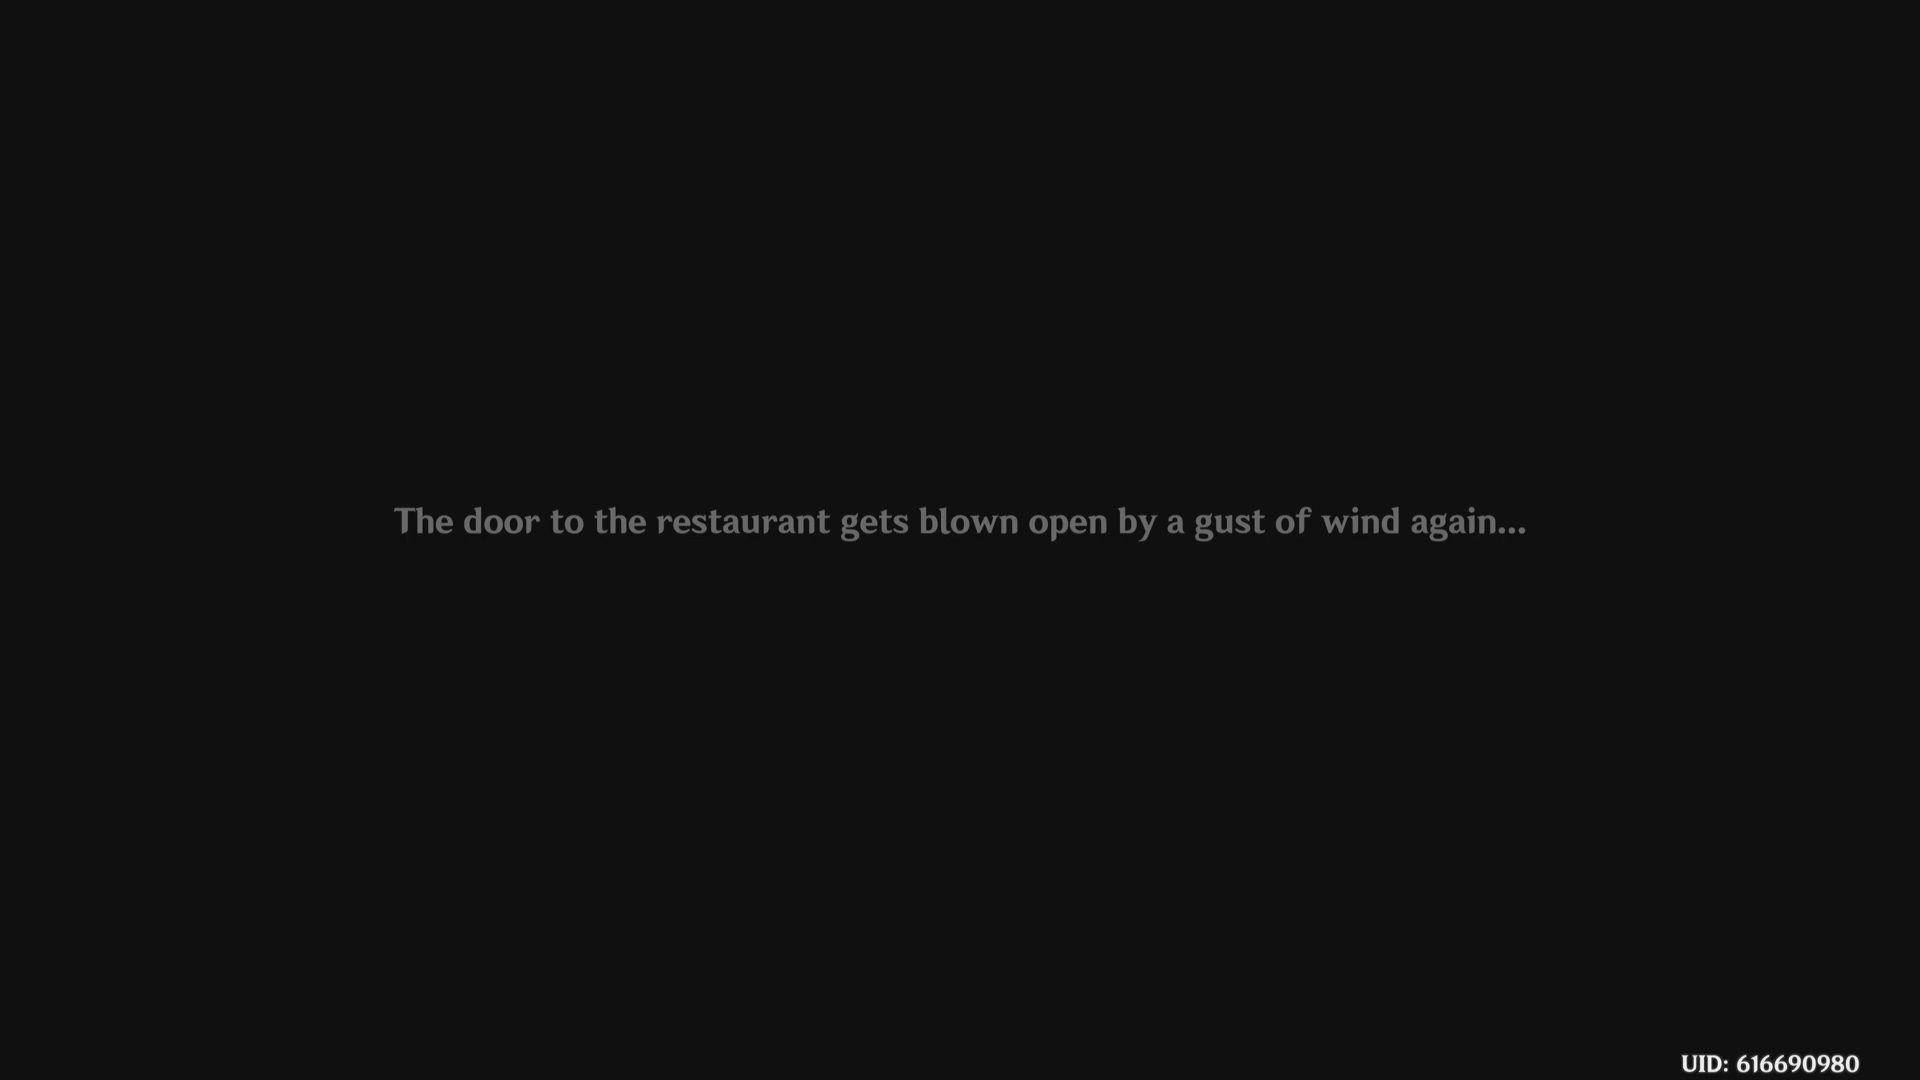 The door to the restaurant gets blown open by a gust of wind again...
UID: 616690980